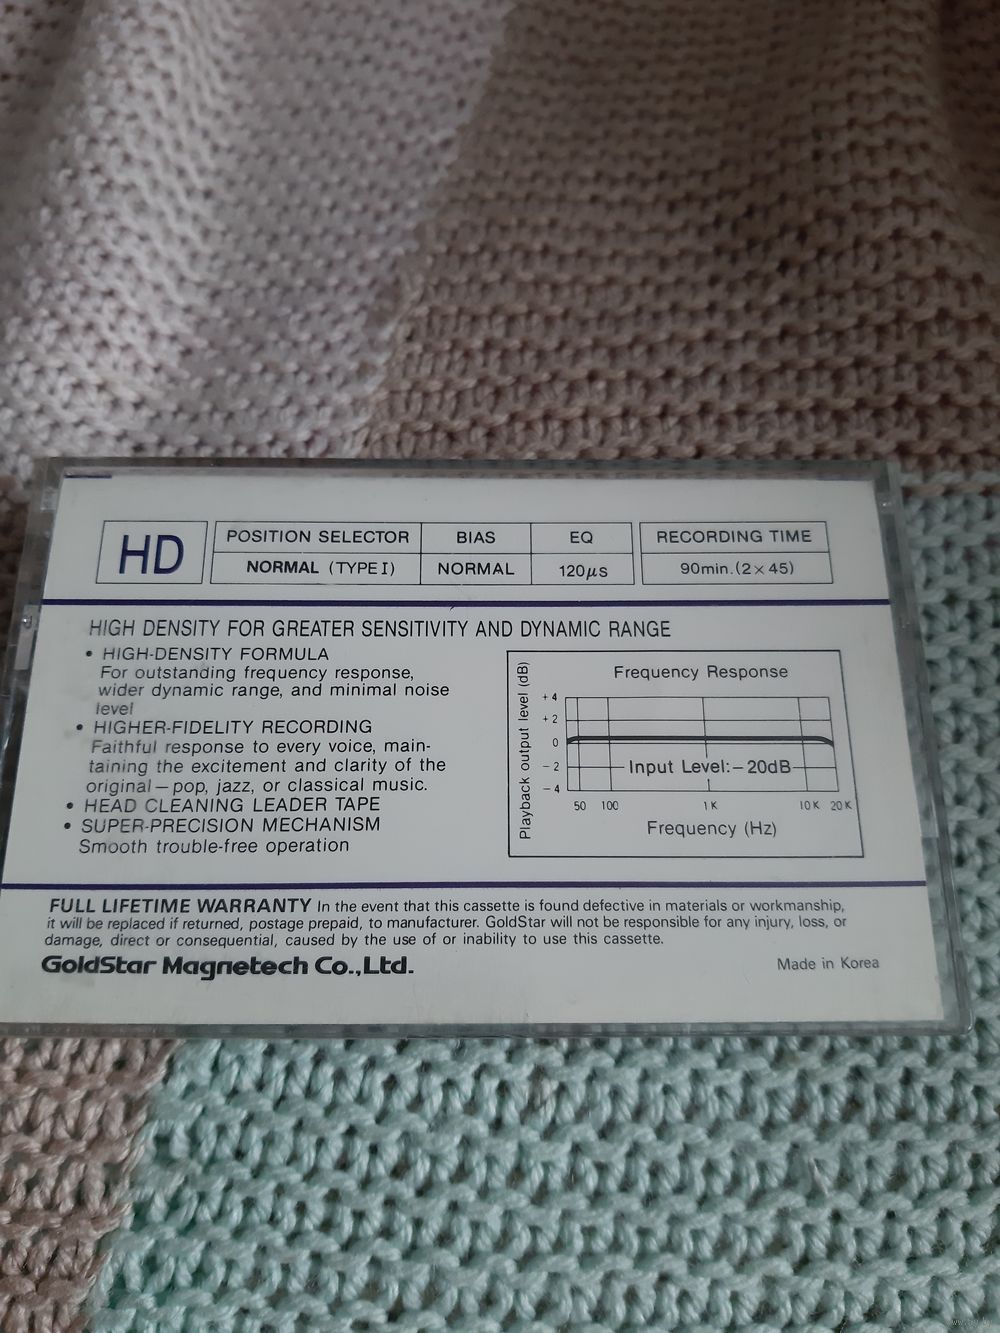 HD
POSITION SELECTOR BIAS EQ RECORDING TIME
NORMAL (TYPE I) NORMAL 120μs 90min.(2×45)
HIGH DENSITY FOR GREATER SENSITIVITY AND DYNAMIC RANGE
• HIGH-DENSITY FORMULA
For outstanding frequency response,
wider dynamic range, and minimal noise
level
• HIGHER-FIDELITY RECORDING
Faithful response to every voice, main-
taining the excitement and clarity of the
original—pop, jazz, or classical music.
• HEAD CLEANING LEADER TAPE
• SUPER-PRECISION MECHANISM
Smooth trouble-free operation
Frequency Response
Playback output level (dB)
+4
+2
0
-2
-4
Input Level:-20dB
50 100 1K 10K 20K
Frequency (Hz)
FULL LIFETIME WARRANTY In the event that this cassette is found defective in materials or workmanship,
it will be replaced if returned, postage prepaid, to manufacturer. GoldStar will not be responsible for any injury, loss, or
damage, direct or consequential, caused by the use of or inability to use this cassette.
GoldStar Magnetech Co.,Ltd.
Made in Korea